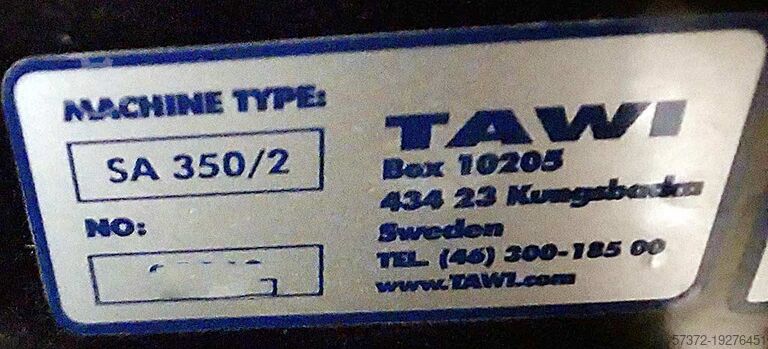 MACHINE TYPE:
SA 350/2
NO:
TAWI
Box 10205
434 23 Kungsbacka
Sweden
TEL. (46) 300-185 00
www.TAWI.com
57372-19276451